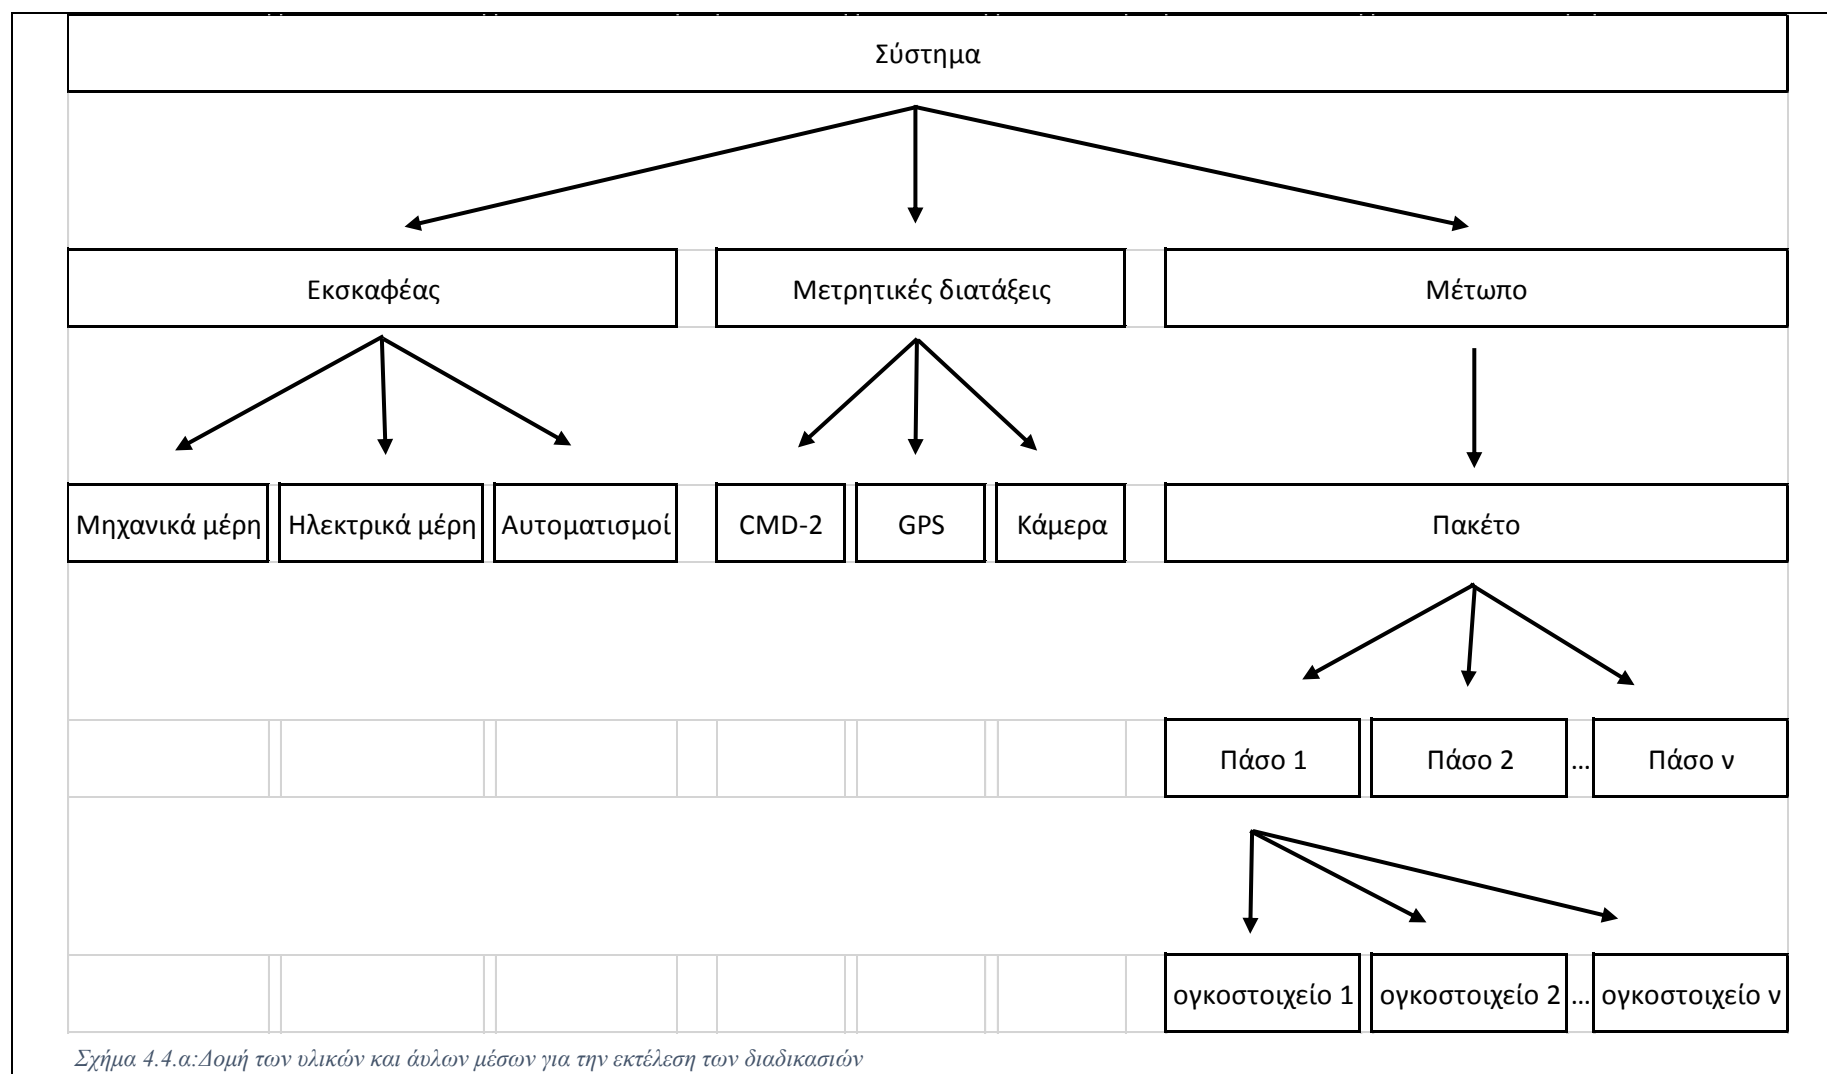 Σύστημα
Εκσκαφέας Μετρητικές διατάξεις Μέτωπο
Μηχανικά μέρη Ηλεκτρικά μέρη Αυτοματισμοί CMD-2 GPS Κάμερα Πακέτο
Πάσο 1 Πάσο 2 ... Πάσο ν
ογκοστοιχείο 1 ογκοστοιχείο 2 ... ογκοστοιχείο ν
Σχήμα 4.4.α:Δομή των υλικών και άυλων μέσων για την εκτέλεση των διαδικασιών